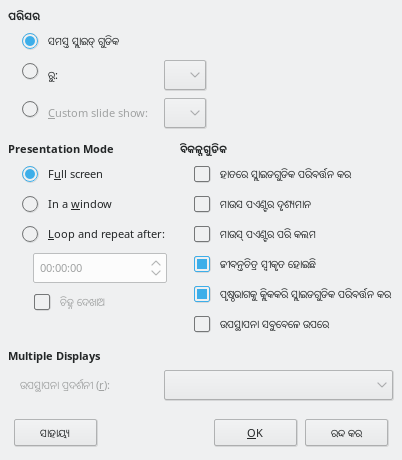 ପରିସର
ସମସ୍ତ ସ୍ଲାଇଡ୍ ଗୁଡିକ
ରୁ:
Custom slide show:
Presentation Mode
ବିକଳ୍ପଗୁଡିକ
Full screen
ହାତରେ ସ୍ଲାଇଡଗୁଡିକ ପରିବର୍ତ୍ତନ କର
In a window
ମାଉସ ପଏଣ୍ଟର ଦୃଶ୍ୟମାନ
Loop and repeat after:
ମାଉସ୍ ପଏଣ୍ଟର ପରି କଲମ
00:00:00
ଜୀବନ୍ତଚିତ୍ର ସ୍ଵୀକୃତ ହୋଇଛି
ଚିହ୍ନ ଦେଖାଅ
ପୃଷ୍ଠଭାଗକୁ କ୍ଲିକକରି ସ୍ଲାଇଡଗୁଡିକ ପରିବର୍ତ୍ତନ କର
ଉପସ୍ଥାପନା ସବୁବେଳେ ଉପରେ
Multiple Displays
ଉପସ୍ଥାପନା ପ୍ରଦର୍ଶନୀ (r):
ସାହାଯ୍ୟ
OK
ରଦ୍ଦ କର